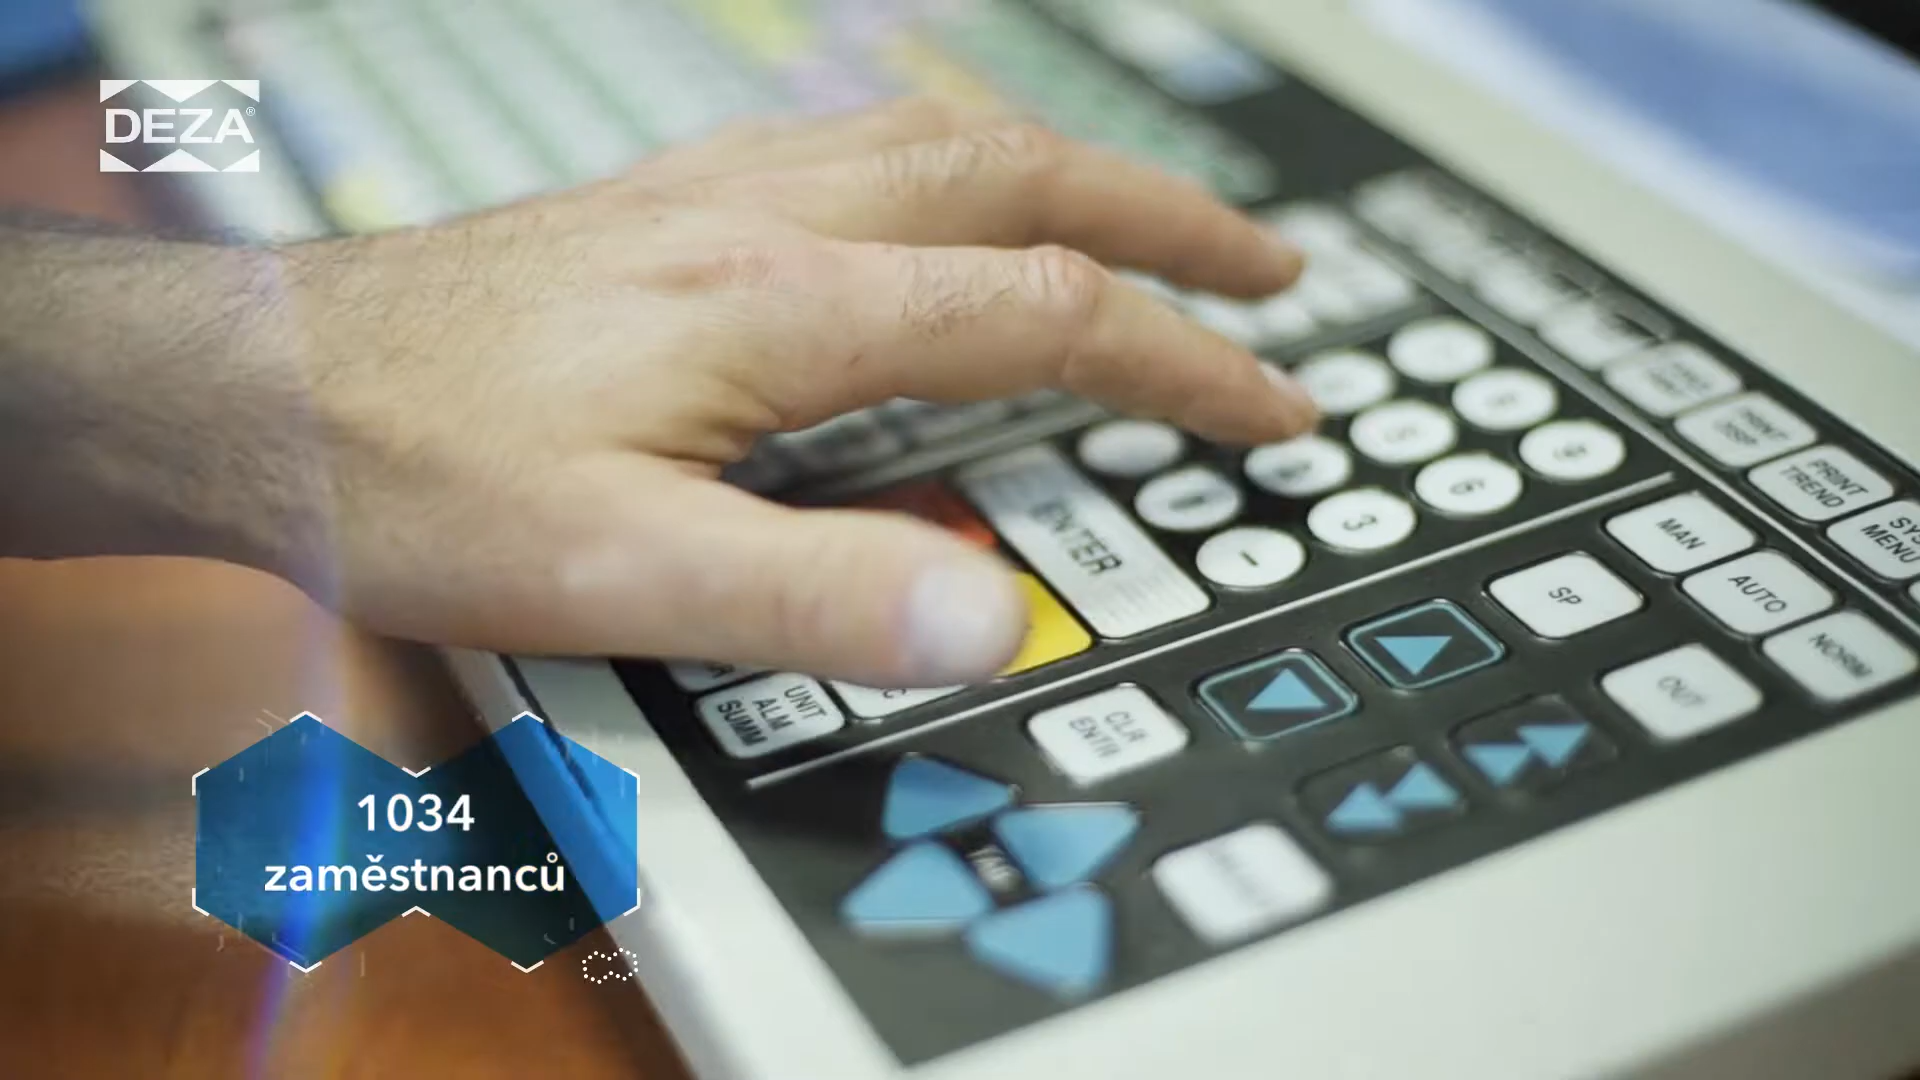 DEZA®
1034
zaměstnanců
ENTER
3
6
9
-
MAN
AUTO
NORM
SP
OUT
PRINT
TREND
SYS
MENU
UNIT
ALM
SUMM
CLR
ENTR
TAB